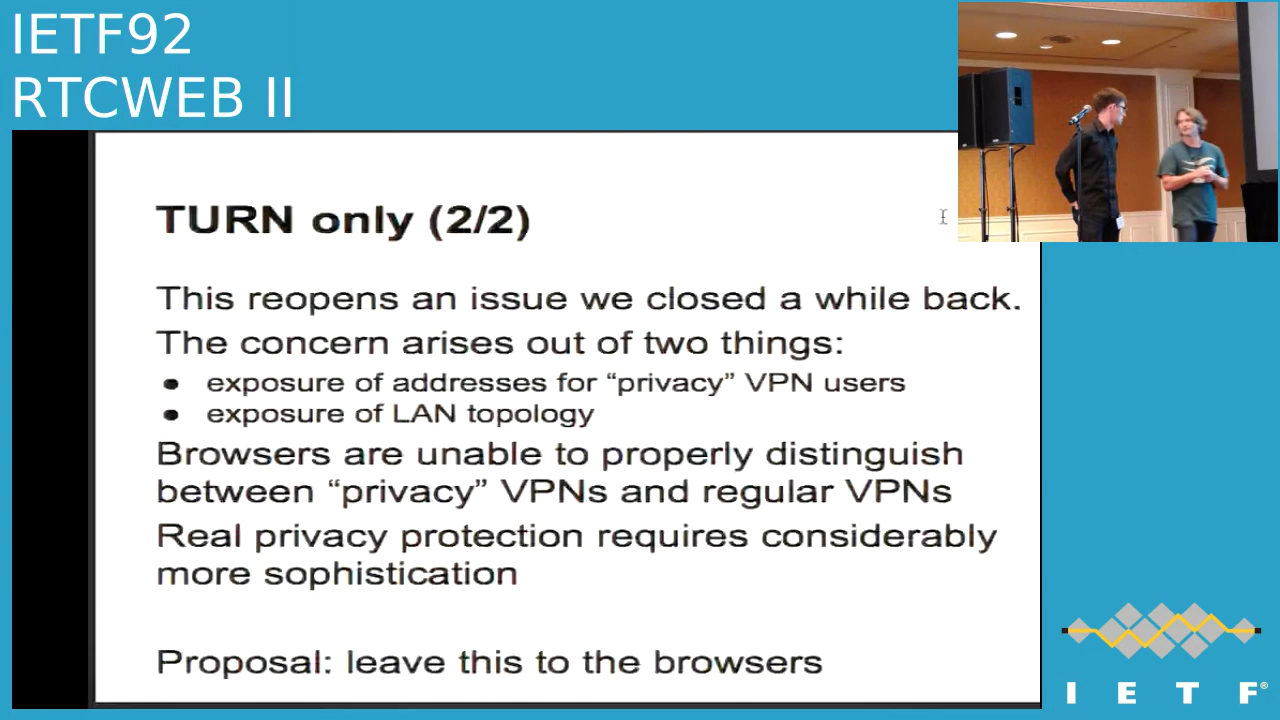 IETF92
RTCWEB II
TURN only (2/2)
This reopens an issue we closed a while back.
The concern arises out of two things:
● exposure of addresses for “privacy” VPN users
● exposure of LAN topology
Browsers are unable to properly distinguish
between “privacy” VPNs and regular VPNs
Real privacy protection requires considerably
more sophistication
Proposal: leave this to the browsers
I E T F®